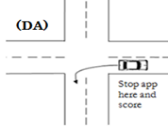 (DA)
Stop app
here and
score